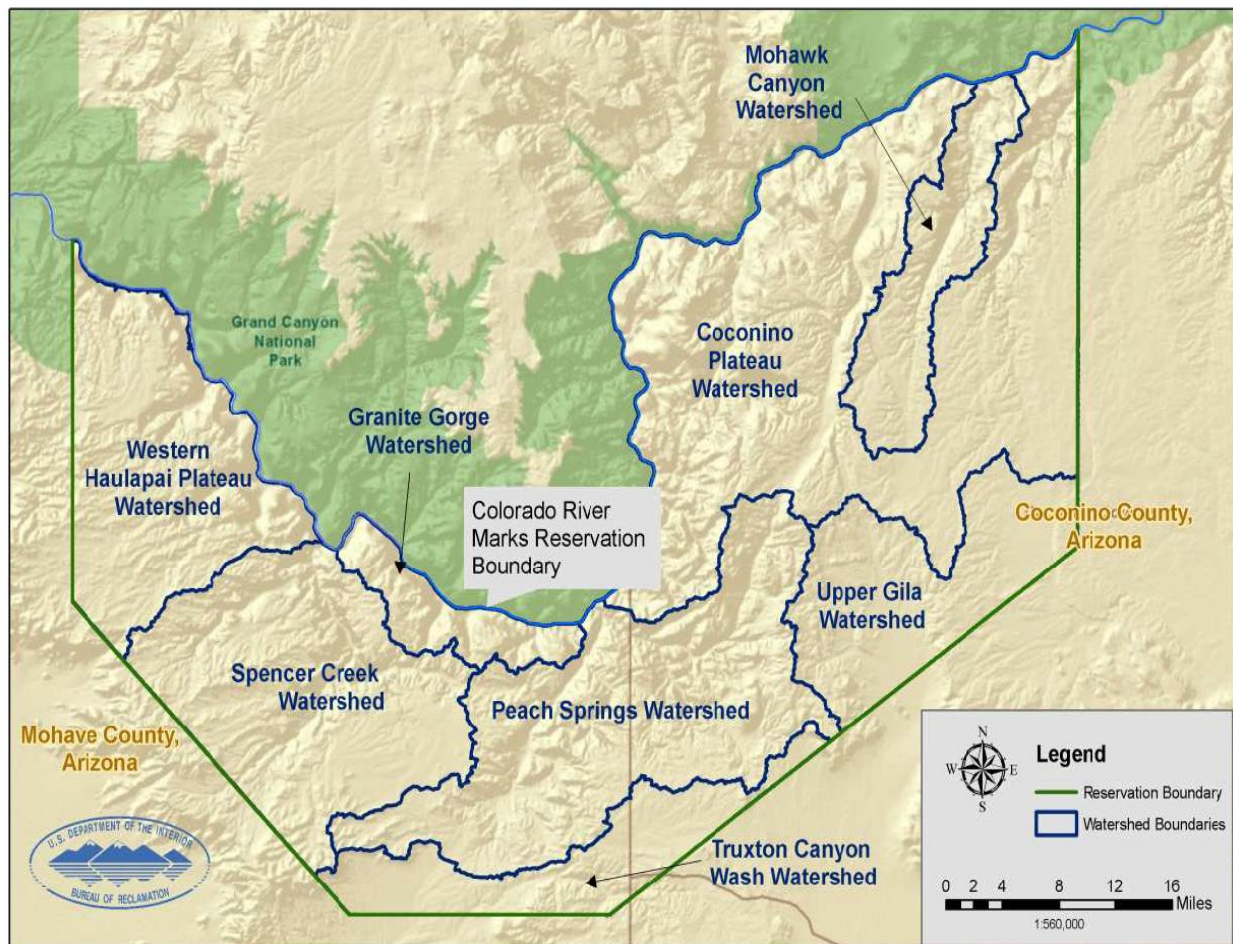 Mohawk
Canyon
Watershed
Grand Canyon
National
Park
Coconino
Plateau
Watershed
Granite Gorge
Watershed
Western
Haulapai Plateau
Watershed
Colorado River
Marks Reservation
Boundary
Coconino County,
Arizona
Upper Gila
Watershed
Spencer Creek
Watershed
Peach Springs Watershed
Mohave County,
Arizona
Truxton Canyon
Wash Watershed
U.S. DEPARTMENT OF THE INTERIOR
BUREAU OF RECLAMATION
N
W E
S
Legend
Reservation Boundary
Watershed Boundaries
0 2 4 8 12 16
Miles
1:560,000